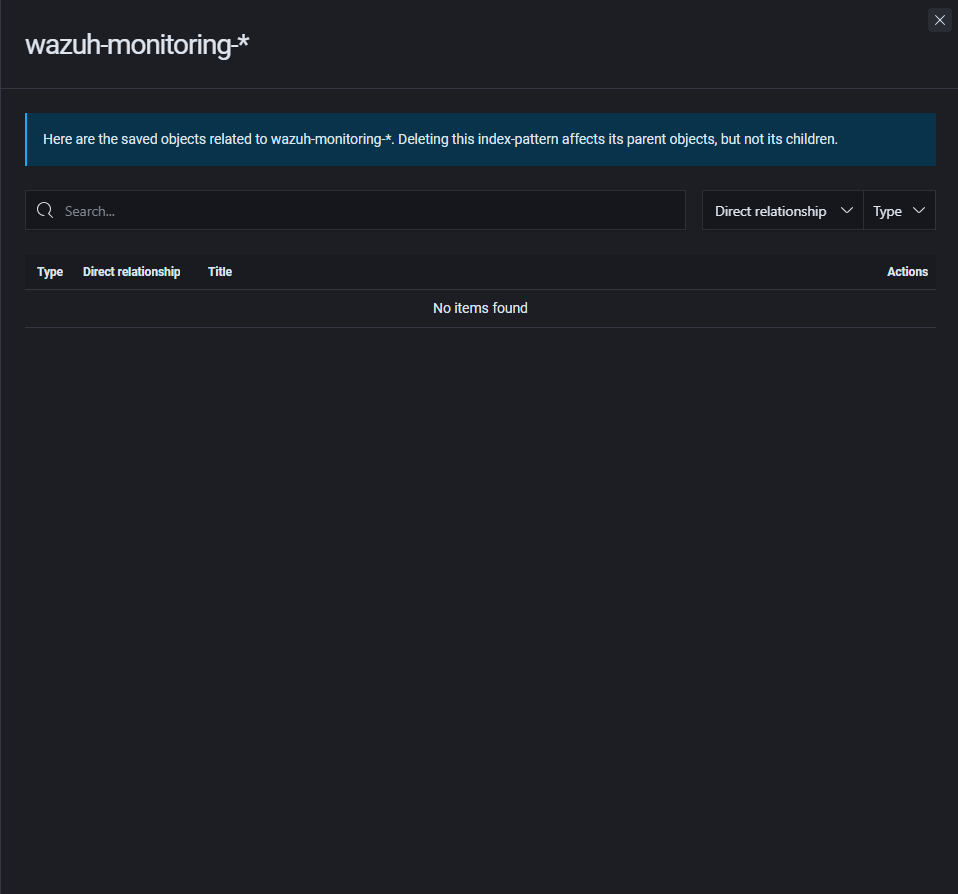 wazuh-monitoring-*
Here are the saved objects related to wazuh-monitoring-*. Deleting this index-pattern affects its parent objects, but not its children.
Search...
Direct relationship
Type
Type Direct relationship Title Actions
No items found